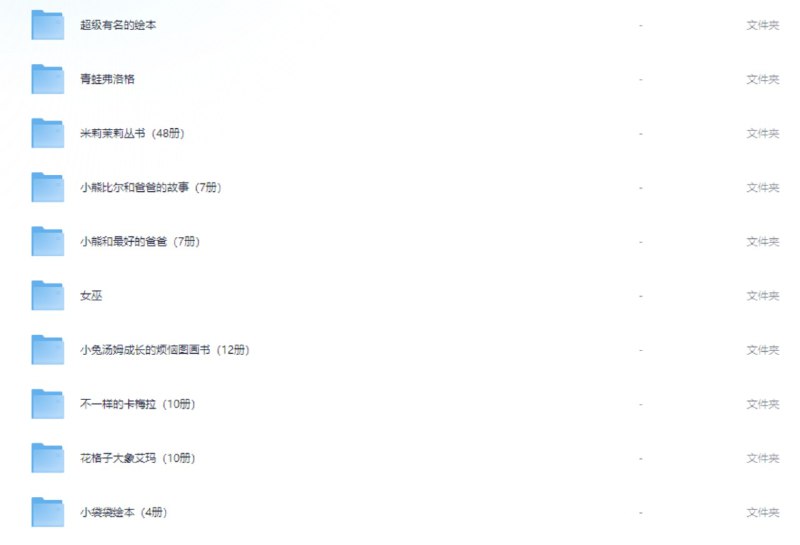 超级有名的绘本 - 文件夹
青蛙弗洛格 - 文件夹
米莉茉莉丛书（48册） - 文件夹
小熊比尔和爸爸的故事（7册） - 文件夹
小熊和最好的爸爸（7册） - 文件夹
女巫 - 文件夹
小兔汤姆成长的烦恼图画书（12册） - 文件夹
不一样的卡梅拉（10册） - 文件夹
花格子大象艾玛（10册） - 文件夹
小袋袋绘本（4册） - 文件夹